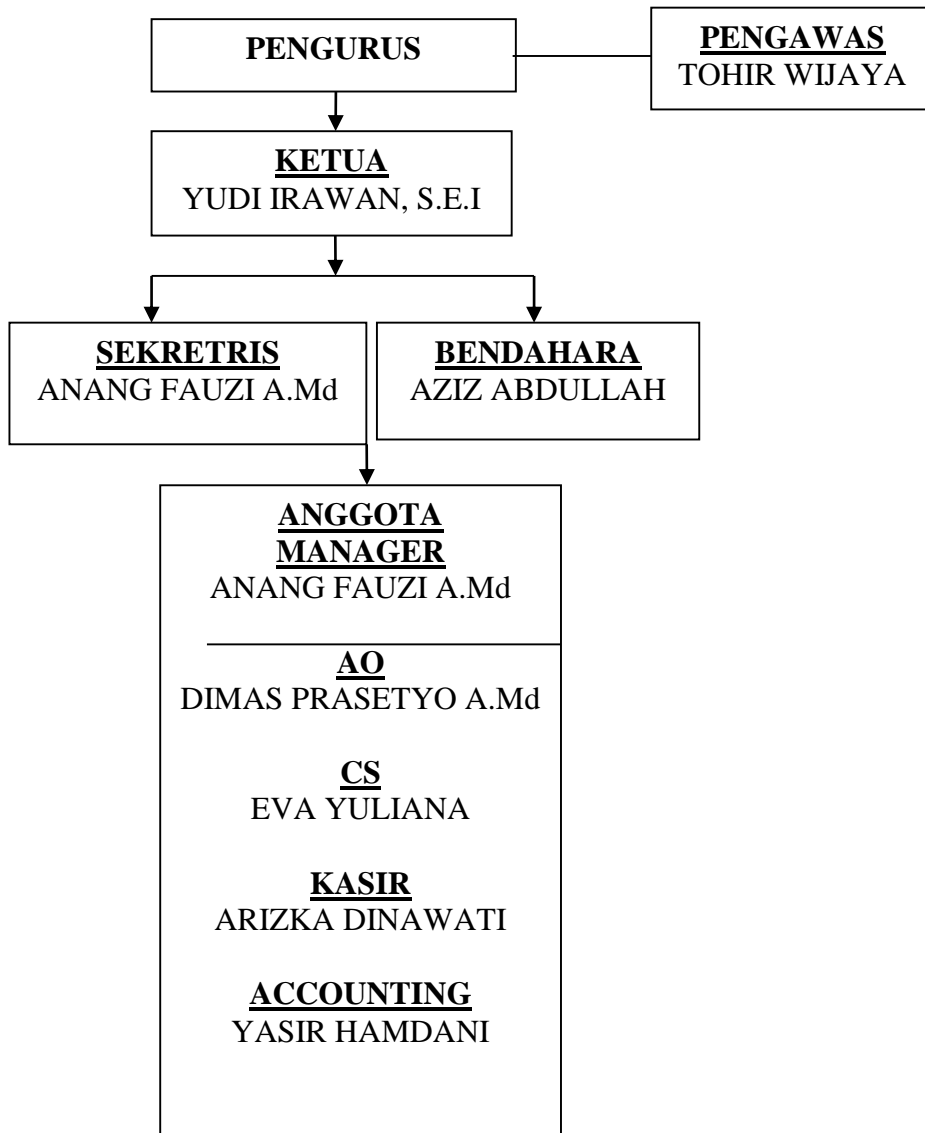 PENGURUS
PENGAWAS
TOHIR WIJAYA
KETUA
YUDI IRAWAN, S.E.I
SEKRETRIS
ANANG FAUZI A.Md
BENDAHARA
AZIZ ABDULLAH
ANGGOTA
MANAGER
ANANG FAUZI A.Md
AO
DIMAS PRASETYO A.Md
CS
EVA YULIANA
KASIR
ARIZKA DINAWATI
ACCOUNTING
YASIR HAMDANI